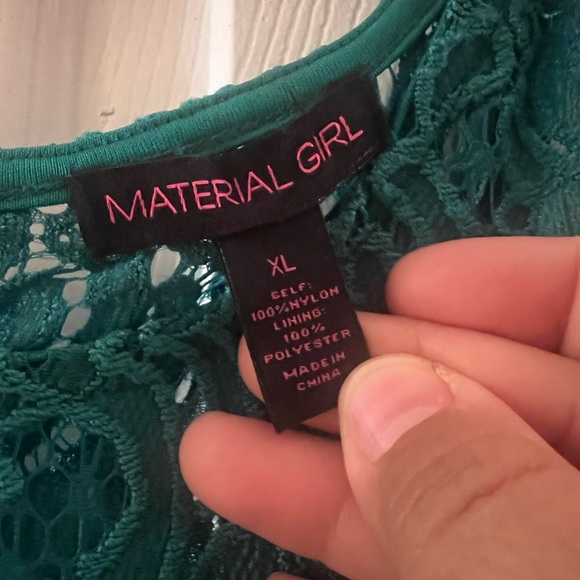 MATERIAL GIRL
XL
SELF:
100%NYLON
LINING:
100%
POLYESTER
MADE IN
CHINA